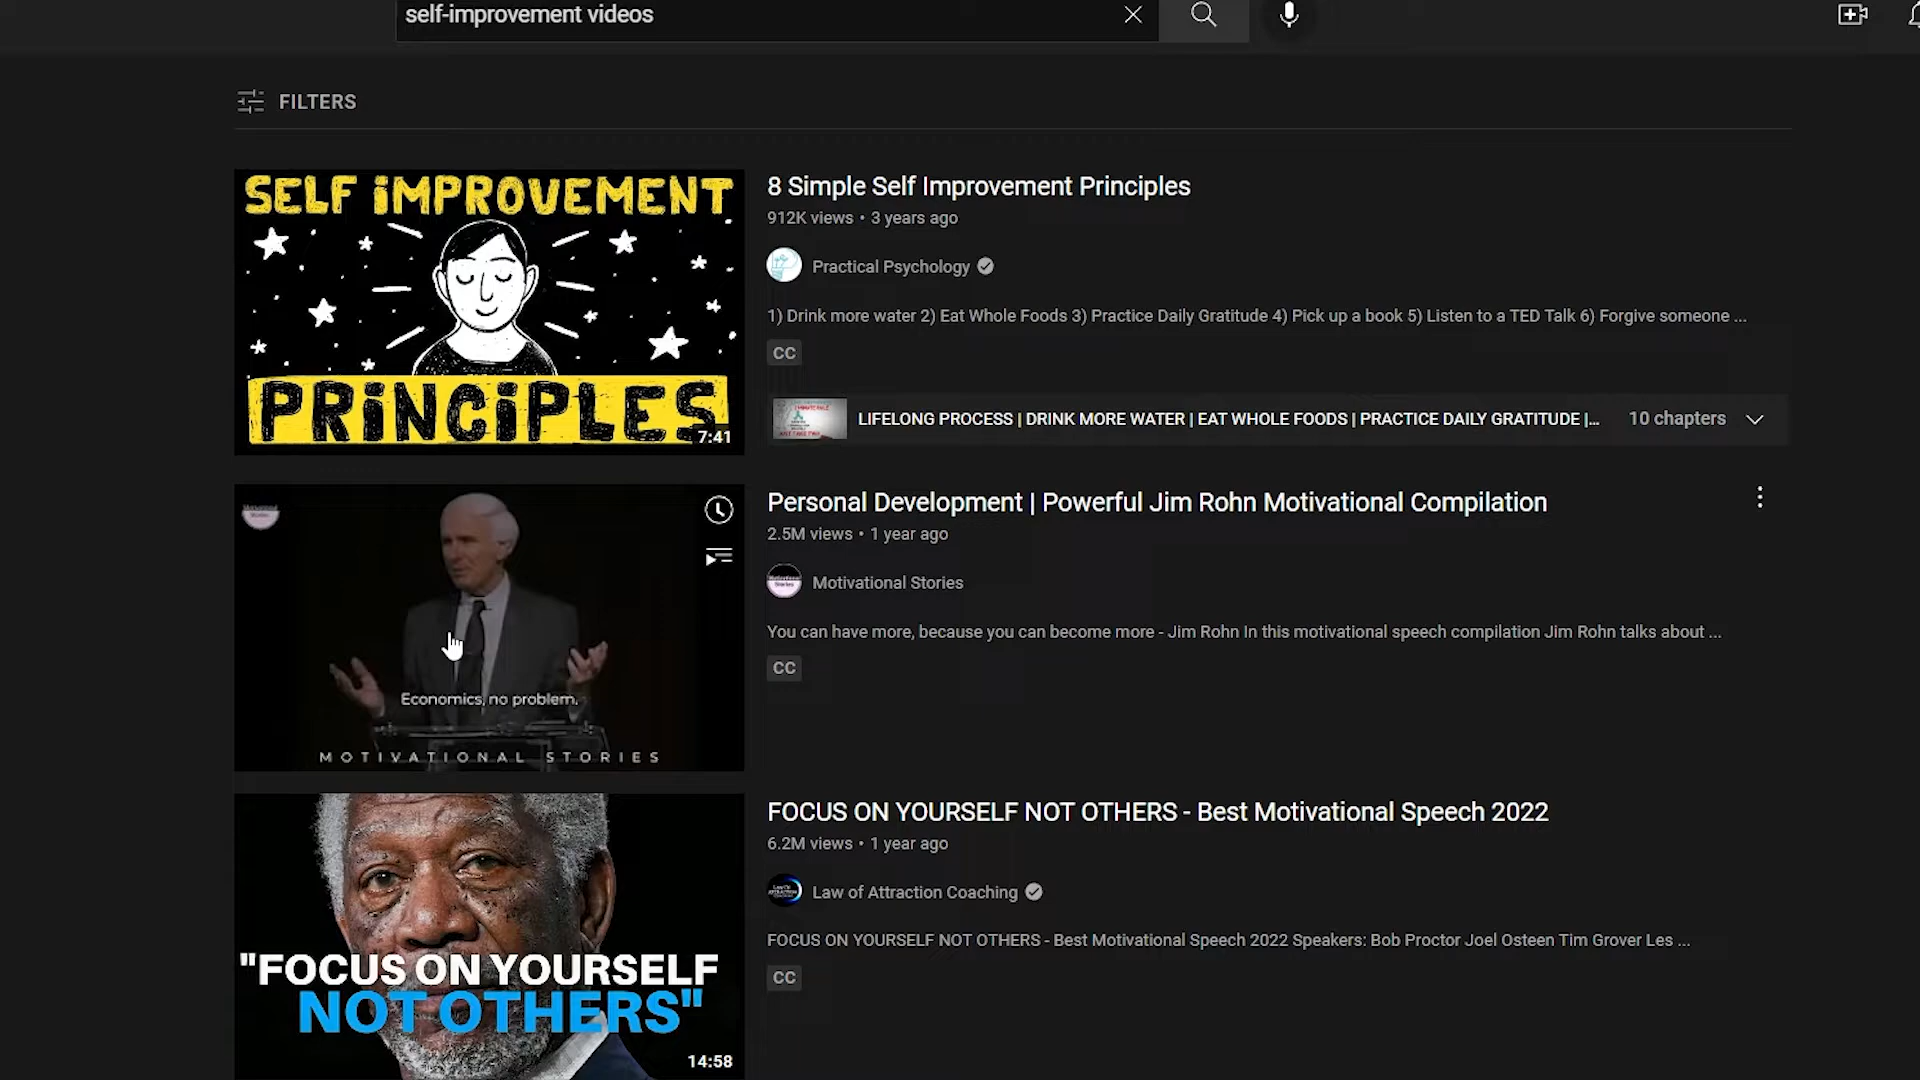 self-improvement videos
FILTERS
SELF iMPROVEMENT
PRiNCiPLES
7:41
8 Simple Self Improvement Principles
912K views • 3 years ago
Practical Psychology
1) Drink more water 2) Eat Whole Foods 3) Practice Daily Gratitude 4) Pick up a book 5) Listen to a TED Talk 6) Forgive someone ...
CC
LIFELONG PROCESS | DRINK MORE WATER | EAT WHOLE FOODS | PRACTICE DAILY GRATITUDE |...
10 chapters
Economics, no problem.
MOTIVATIONAL STORIES
Personal Development | Powerful Jim Rohn Motivational Compilation
2.5M views • 1 year ago
Motivational Stories
You can have more, because you can become more - Jim Rohn In this motivational speech compilation Jim Rohn talks about ...
CC
"FOCUS ON YOURSELF
NOT OTHERS"
14:58
FOCUS ON YOURSELF NOT OTHERS - Best Motivational Speech 2022
6.2M views • 1 year ago
Law of Attraction Coaching
FOCUS ON YOURSELF NOT OTHERS - Best Motivational Speech 2022 Speakers: Bob Proctor Joel Osteen Tim Grover Les ...
CC